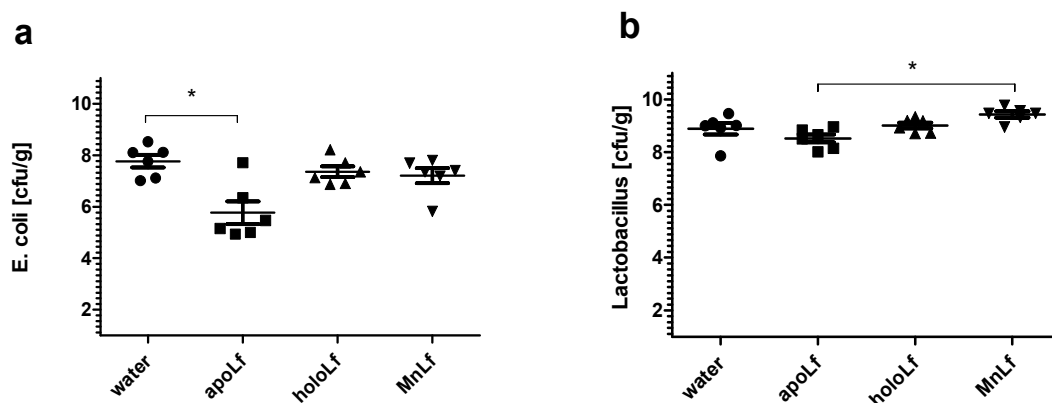 a
E. coli [cfu/g]
10
8
6
4
2
*
water
apoLf
holoLf
MnLf
b
Lactobacillus [cfu/g]
10
8
6
4
2
*
water
apoLf
holoLf
MnLf